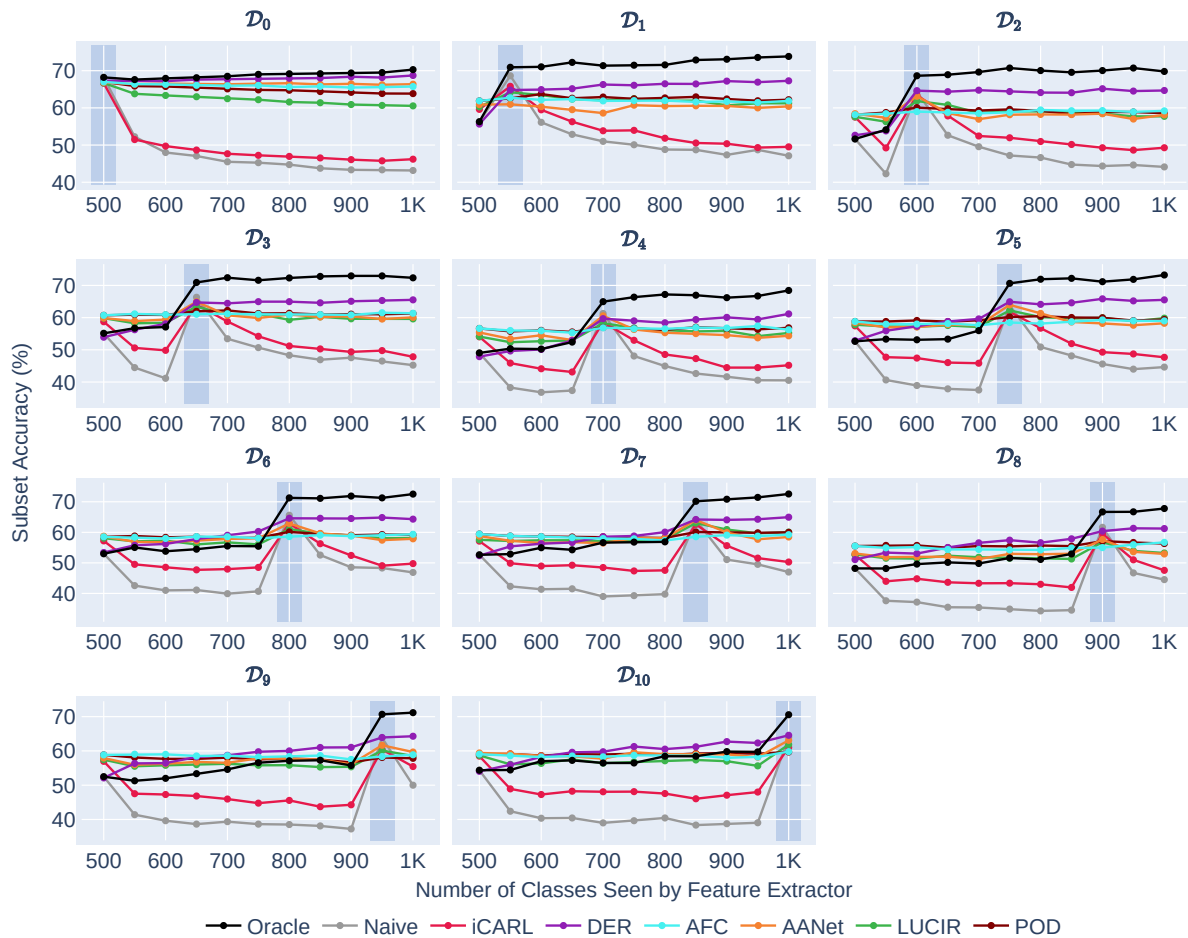 𝒟₀ 𝒟₁ 𝒟₂
70
60
50
40
500 600 700 800 900 1K 500 600 700 800 900 1K 500 600 700 800 900 1K
𝒟₃ 𝒟₄ 𝒟₅
70
60
50
40
500 600 700 800 900 1K 500 600 700 800 900 1K 500 600 700 800 900 1K
Subset Accuracy (%)
𝒟₆ 𝒟₇ 𝒟₈
70
60
50
40
500 600 700 800 900 1K 500 600 700 800 900 1K 500 600 700 800 900 1K
𝒟₉ 𝒟₁₀
70
60
50
40
500 600 700 800 900 1K 500 600 700 800 900 1K
Number of Classes Seen by Feature Extractor
Oracle Naive iCARL DER AFC AANet LUCIR POD